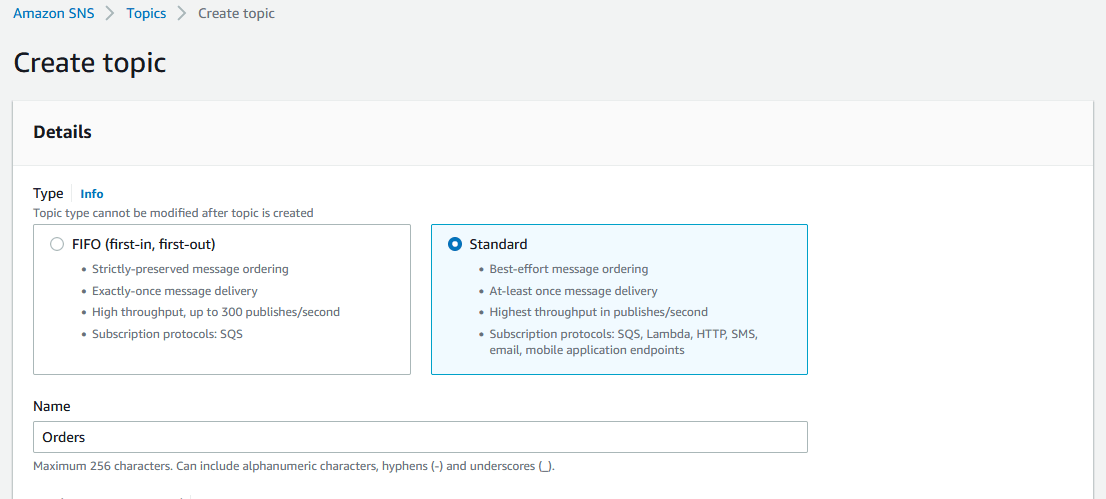 Amazon SNS > Topics > Create topic
Create topic
Details
Type Info
Topic type cannot be modified after topic is created
FIFO (first-in, first-out)
• Strictly-preserved message ordering
• Exactly-once message delivery
• High throughput, up to 300 publishes/second
• Subscription protocols: SQS
Standard
• Best-effort message ordering
• At-least once message delivery
• Highest throughput in publishes/second
• Subscription protocols: SQS, Lambda, HTTP, SMS,
email, mobile application endpoints
Name
Orders
Maximum 256 characters. Can include alphanumeric characters, hyphens (-) and underscores (_).